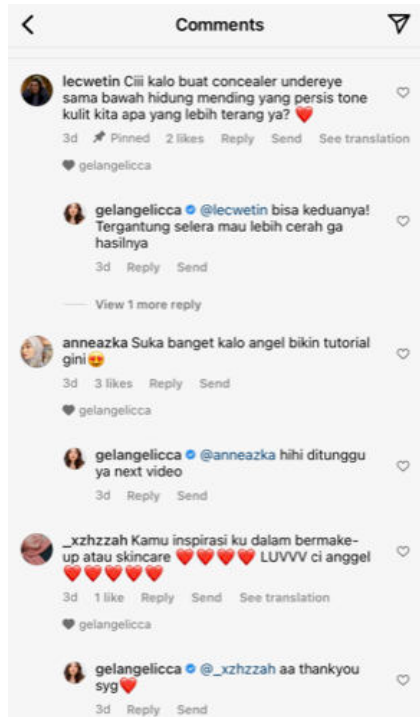 Comments
lecwetin Ciii kalo buat concealer undereye
sama bawah hidung mending yang persis tone
kulit kita apa yang lebih terang ya? ❤️
3d Pinned 2 likes Reply Send See translation
gelangelicca
gelangelicca @lecwetin bisa keduanya!
Tergantung selera mau lebih cerah ga
hasilnya
3d Reply Send
View 1 more reply
anneazka Suka banget kalo angel bikin tutorial
gini😍
3d 3 likes Reply Send
gelangelicca
gelangelicca @anneazka hihi ditunggu
ya next video
3d Reply Send
_xzhzzah Kamu inspirasi ku dalam bermake-
up atau skincare ❤️❤️❤️❤️ LUVVV ci anggel
❤️❤️❤️❤️❤️
3d 1 like Reply Send See translation
gelangelicca
gelangelicca @_xzhzzah aa thankyou
syg❤️
3d Reply Send